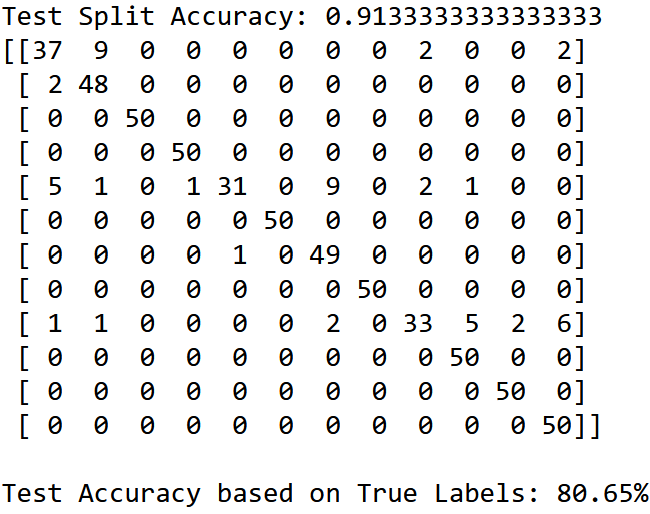 Test Split Accuracy: 0.9133333333333333
[[37  9  0  0  0  0  0  0  2  0  0  2]
 [ 2 48  0  0  0  0  0  0  0  0  0  0]
 [ 0  0 50  0  0  0  0  0  0  0  0  0]
 [ 0  0  0 50  0  0  0  0  0  0  0  0]
 [ 5  1  0  1 31  0  9  0  2  1  0  0]
 [ 0  0  0  0  0 50  0  0  0  0  0  0]
 [ 0  0  0  0  1  0 49  0  0  0  0  0]
 [ 0  0  0  0  0  0  0 50  0  0  0  0]
 [ 1  1  0  0  0  0  2  0 33  5  2  6]
 [ 0  0  0  0  0  0  0  0  0 50  0  0]
 [ 0  0  0  0  0  0  0  0  0  0 50  0]
 [ 0  0  0  0  0  0  0  0  0  0  0 50]]
Test Accuracy based on True Labels: 80.65%